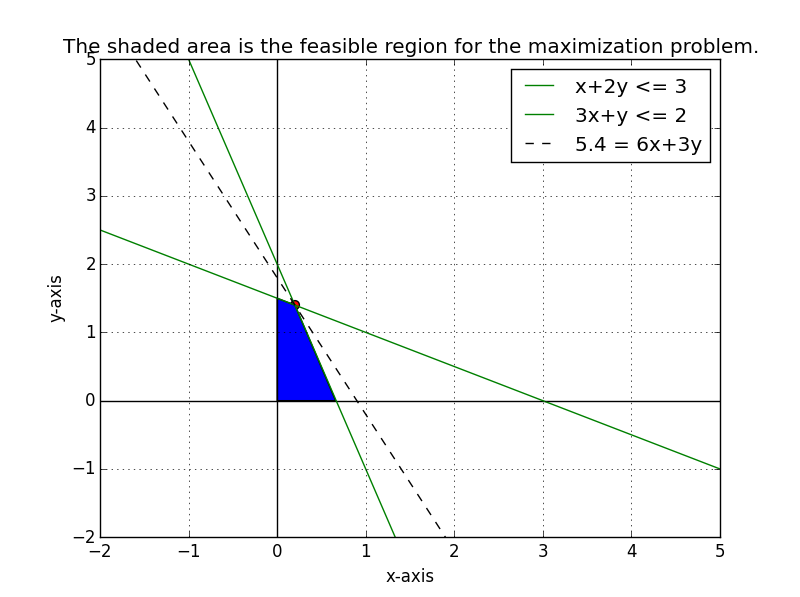 The shaded area is the feasible region for the maximization problem.
x+2y <= 3
3x+y <= 2
5.4 = 6x+3y
5
4
3
2
1
0
−1
−2
y-axis
−2 −1 0 1 2 3 4 5
x-axis